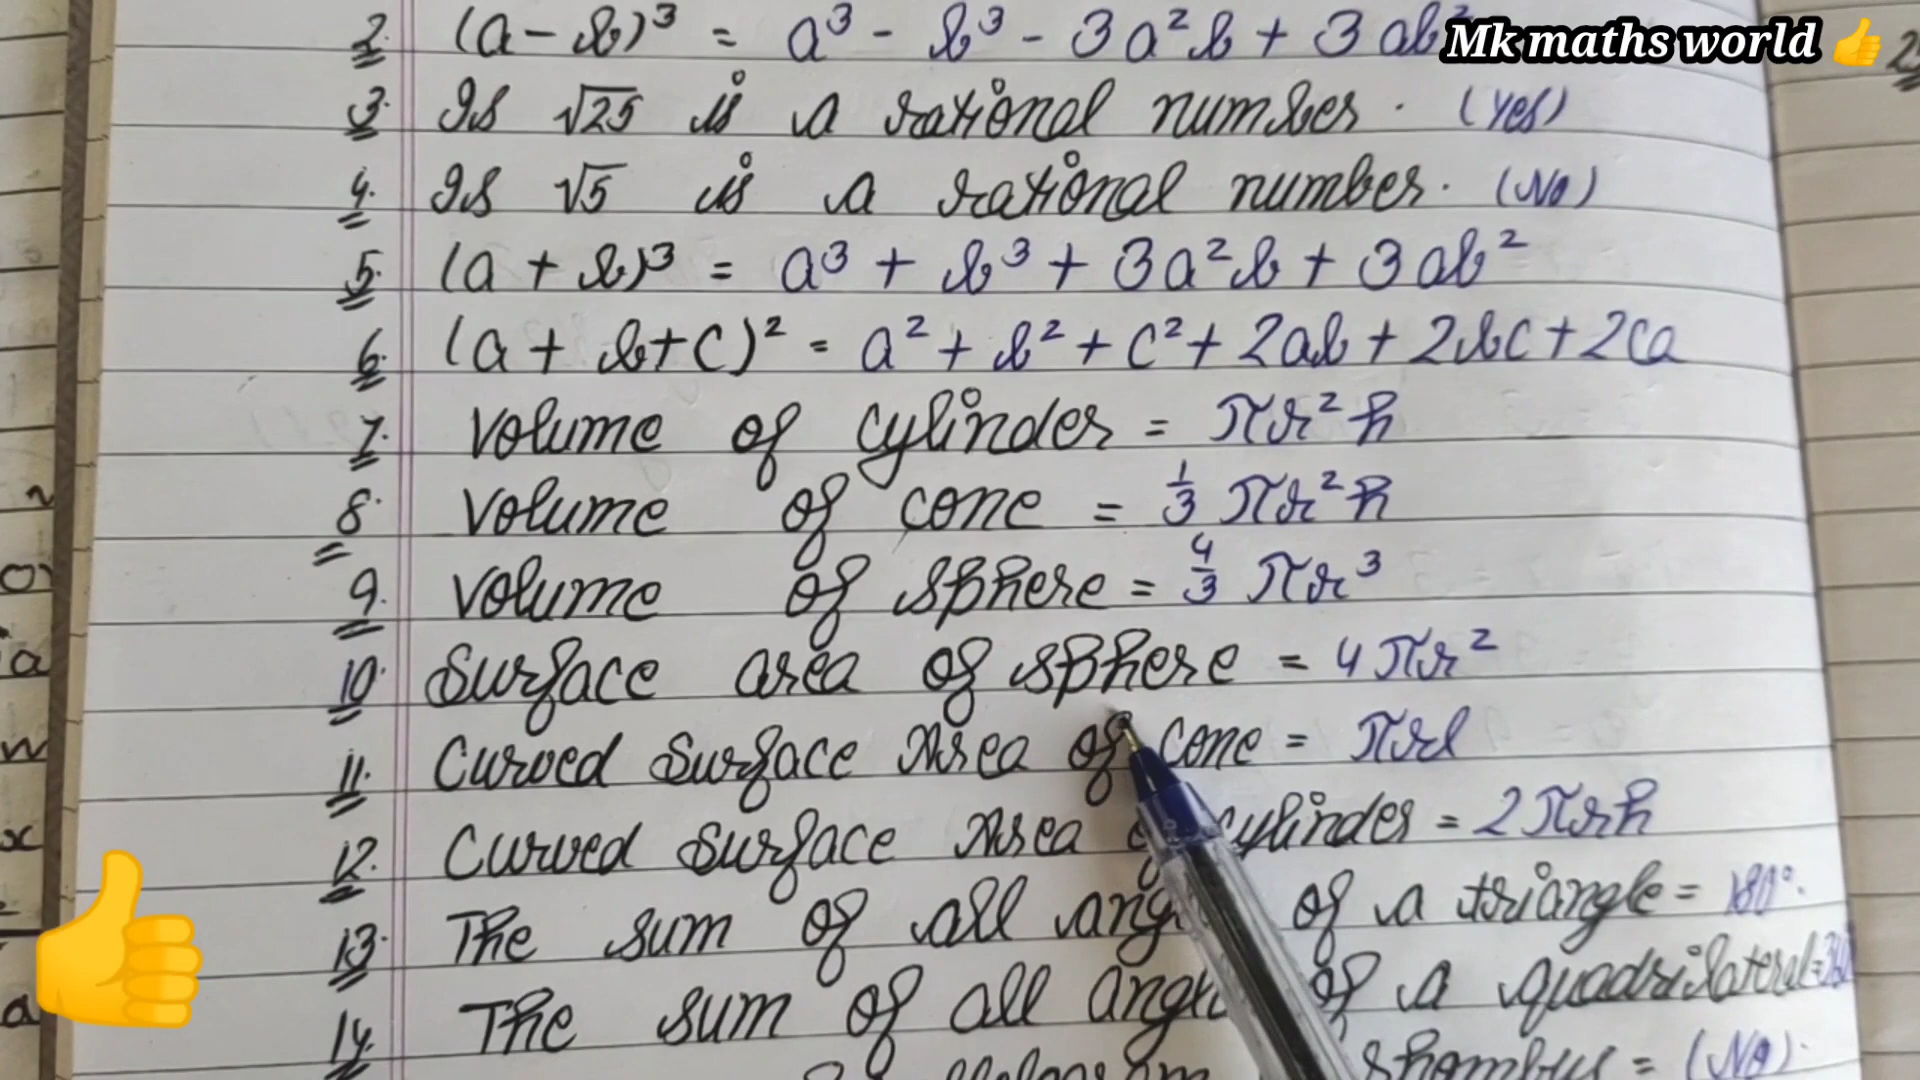 Mk maths world
2. (a - b)³ = a³ - b³ - 3a²b + 3ab²
3. Is √25 is a rational number. (Yes)
4. Is √5 is a rational number. (No)
5. (a + b)³ = a³ + b³ + 3a²b + 3ab²
6. (a + b + c)² = a² + b² + c² + 2ab + 2bc + 2ca
7. Volume of cylinder = πr²h
8. Volume of cone = 1/3 πr²h
9. Volume of sphere = 4/3 πr³
10. Surface area of sphere = 4πr²
11. Curved Surface Area of cone = πrl
12. Curved Surface Area of cylinder = 2πrh
13. The sum of all angles of a triangle = 180°.
14. The sum of all angles of a quadrilateral = 360
rhombus = (No).